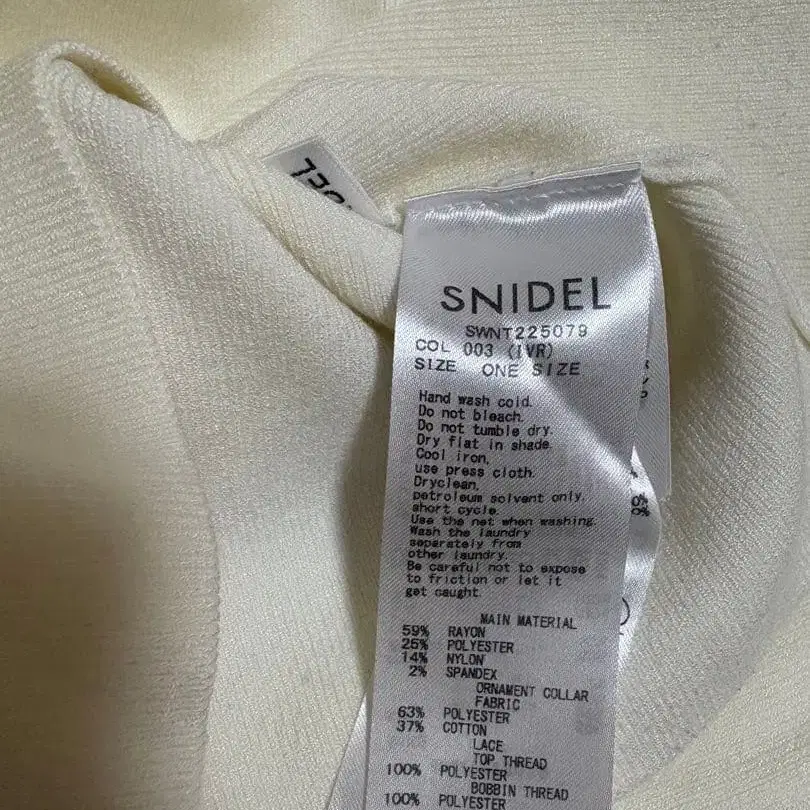 SNIDEL
SWNT225079
COL 003 (IVR)
SIZE ONE SIZE
Hand wash cold.
Do not bleach.
Do not tumble dry.
Dry flat in shade.
Cool iron,
use press cloth.
Dryclean,
petroleum solvent only.
short cycle.
Use the net when washing.
Wash the laundry
separately from
other laundry.
Be careful not to expose
to friction or let it
get caught.
MAIN MATERIAL
59% RAYON
25% POLYESTER
14% NYLON
2% SPANDEX
ORNAMENT COLLAR
FABRIC
63% POLYESTER
37% COTTON
LACE
TOP THREAD
100% POLYESTER
BOBBIN THREAD
100% POLYESTER